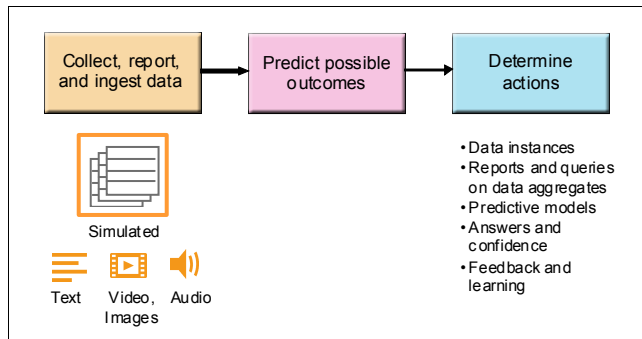 Collect, report,
and ingest data
Predict possible
outcomes
Determine
actions
Simulated
Text
Video,
Images
Audio
• Data instances
• Reports and queries
on data aggregates
• Predictive models
• Answers and
confidence
• Feedback and
learning